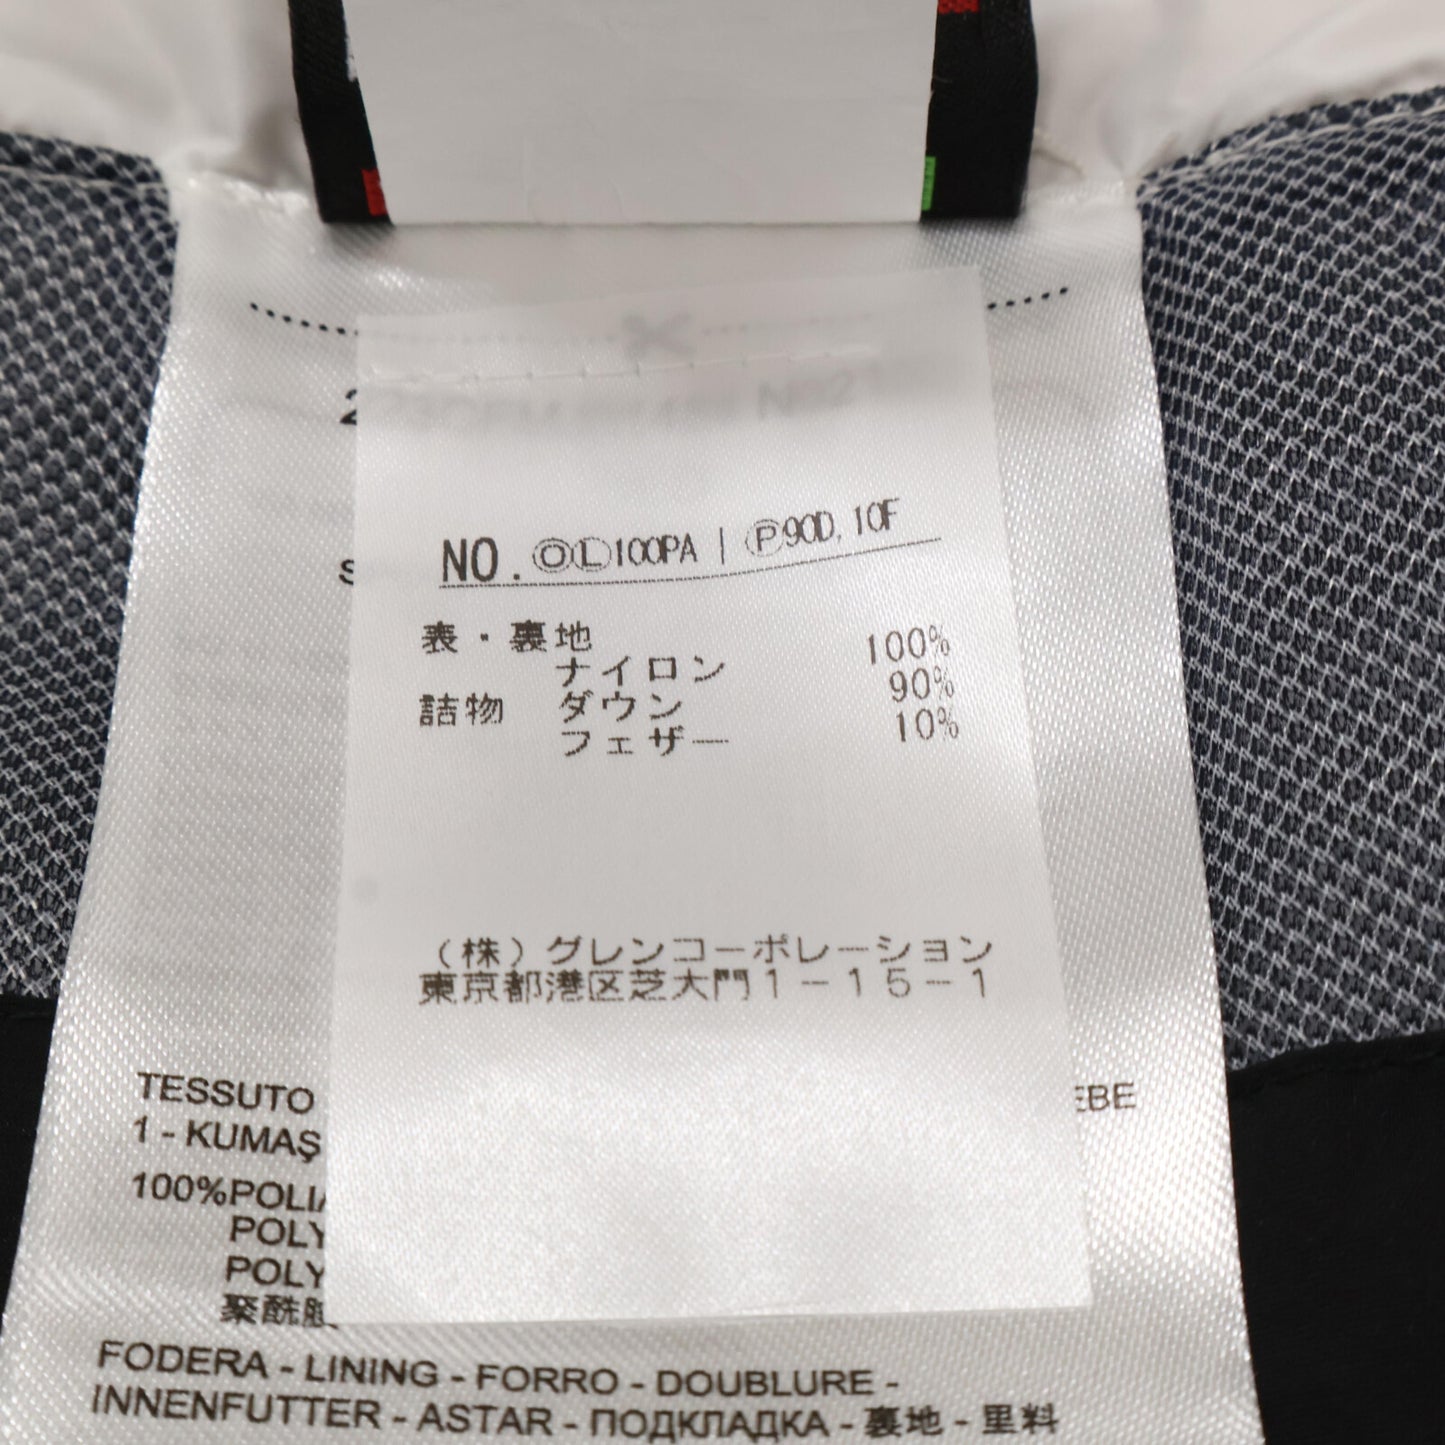 NO. ⓄⓁ100PA | Ⓟ90D, 10F
表・裏地 100%
ナイロン 90%
詰物 ダウン 10%
フェザー
(株)グレンコーポレーション
東京都港区芝大門1-15-1
TESSUTO
1 - KUMAŞ
100%POLIA
POLY
POLY
聚酰胺
FODERA - LINING - FORRO - DOUBLURE -
INNENFUTTER - ASTAR - ПОДКЛАДКА - 裏地 - 里料